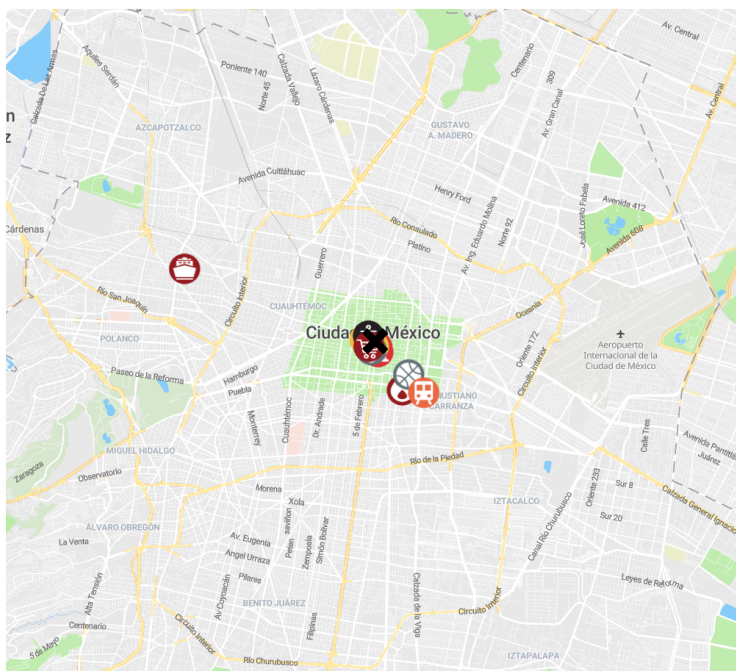 Av. Central
Aquiles Serdán
Calzada De Las Armas
Poniente 140
Calzada Vallejo
Lázaro Cárdenas
Norte 45
Centenario
309
Av. Gran Canal
Av. Central
n
z
AZCAPOTZALCO
GUSTAVO
A. MADERO
Avenida Cuitláhuac
Henry Ford
José Loreto Fabela
Avenida 412
Cárdenas
Guerrero
Río Consulado
Platino
Av. Ing. Eduardo Molina
Norte 92
Avenida 608
Río San Joaquín
Circuito Interior
CUAUHTÉMOC
Oceanía
POLANCO
Ciuda
México
Oriente 172
Circuito Interior
Aeropuerto
Internacional de la
Ciudad de México
Paseo de la Reforma
Hamburgo
Puebla
Monterrey
Cuauhtémoc
Dr. Andrade
5 de Febrero
NUSTIANO
CARRANZA
Calle Tres
Avenida Pantitl
Juárez
MIGUEL HIDALGO
Zaragoza
Observatorio
Río de la Piedad
Morena
Xola
IZTACALCO
Canal Río Churubusco
Oriente 233
Sur 8
Sur 20
Calzada General Ignacio
ÁLVARO OBREGÓN
La Venta
Av. Eugenia
Angel Urraza
Pilares
Petén
Zempoala
Simón Bolivar
Alta Tensión
Av Coyoacán
BENITO JUÁREZ
Filipinas
Calzada de la Viga
Circuito Interior
Leyes de Reforma
Centenario
5 de Mayo
Circuito Interior
Río Churubusco
IZTAPALAPA